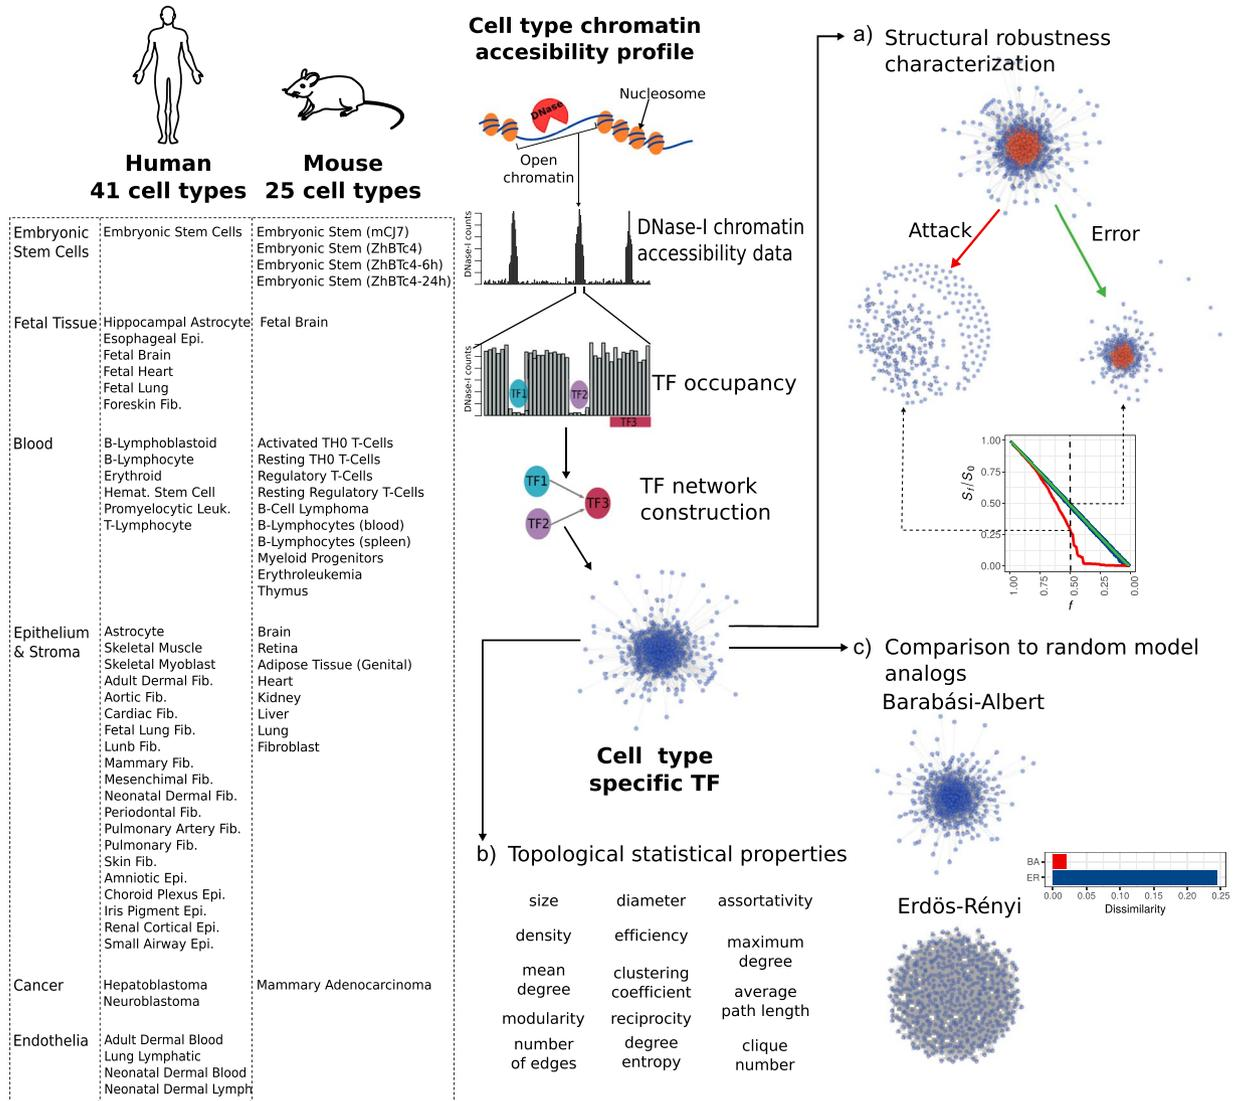 Human
41 cell types
Mouse
25 cell types
Embryonic
Stem Cells
Embryonic Stem Cells
Embryonic Stem (mCJ7)
Embryonic Stem (ZhBTc4)
Embryonic Stem (ZhBTc4-6h)
Embryonic Stem (ZhBTc4-24h)
Fetal Tissue
Hippocampal Astrocyte
Esophageal Epi.
Fetal Brain
Fetal Heart
Fetal Lung
Foreskin Fib.
Fetal Brain
Blood
B-Lymphoblastoid
B-Lymphocyte
Erythroid
Hemat. Stem Cell
Promyelocytic Leuk.
T-Lymphocyte
Activated TH0 T-Cells
Resting TH0 T-Cells
Regulatory T-Cells
Resting Regulatory T-Cells
B-Cell Lymphoma
B-Lymphocytes (blood)
B-Lymphocytes (spleen)
Myeloid Progenitors
Erythroleukemia
Thymus
Epithelium
& Stroma
Astrocyte
Skeletal Muscle
Skeletal Myoblast
Adult Dermal Fib.
Aortic Fib.
Cardiac Fib.
Fetal Lung Fib.
Lunb Fib.
Mammary Fib.
Mesenchimal Fib.
Neonatal Dermal Fib.
Periodontal Fib.
Pulmonary Artery Fib.
Pulmonary Fib.
Skin Fib.
Amniotic Epi.
Choroid Plexus Epi.
Iris Pigment Epi.
Renal Cortical Epi.
Small Airway Epi.
Brain
Retina
Adipose Tissue (Genital)
Heart
Kidney
Liver
Lung
Fibroblast
Cancer
Hepatoblastoma
Neuroblastoma
Mammary Adenocarcinoma
Endothelia
Adult Dermal Blood
Lung Lymphatic
Neonatal Dermal Blood
Neonatal Dermal Lymph
Cell type chromatin
accesibility profile
DNase
Nucleosome
Open
chromatin
DNase-I counts
DNase-I chromatin
accessibility data
DNase-I counts
TF1
TF2
TF3
TF occupancy
TF1
TF2
TF3
TF network
construction
Cell type
specific TF
a) Structural robustness
characterization
Attack
Error
S_f / S_0
1.00
0.75
0.50
0.25
0.00
1.00
0.75
0.50
0.25
0.00
f
b) Topological statistical properties
size
diameter
assortativity
density
efficiency
maximum
degree
mean
degree
clustering
coefficient
average
path length
modularity
reciprocity
number
of edges
degree
entropy
clique
number
c) Comparison to random model
analogs
Barabási-Albert
BA
ER
0.00
0.05
0.10
0.15
0.20
0.25
Dissimilarity
Erdös-Rényi